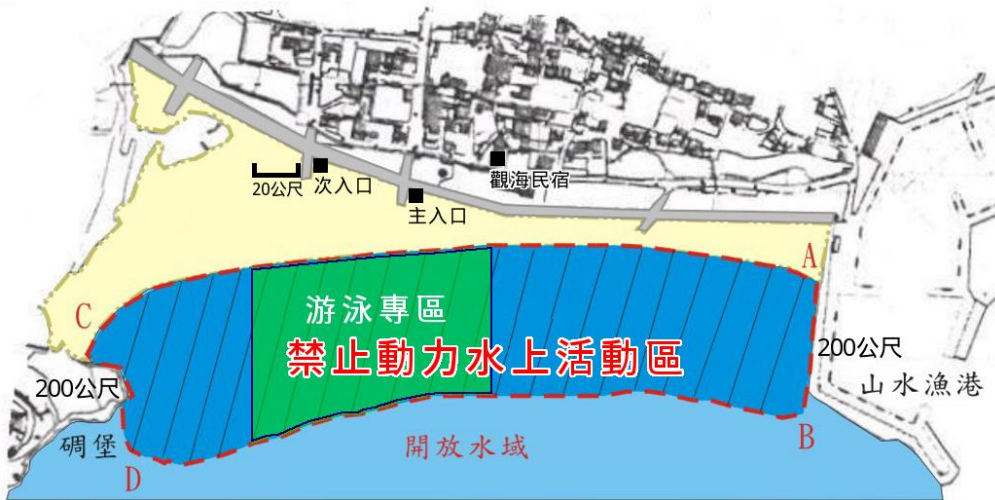 20公尺
次入口
主入口
觀海民宿
A
C
游泳專區
禁止動力水上活動區
200公尺
200公尺
山水漁港
碉堡
開放水域
B
D